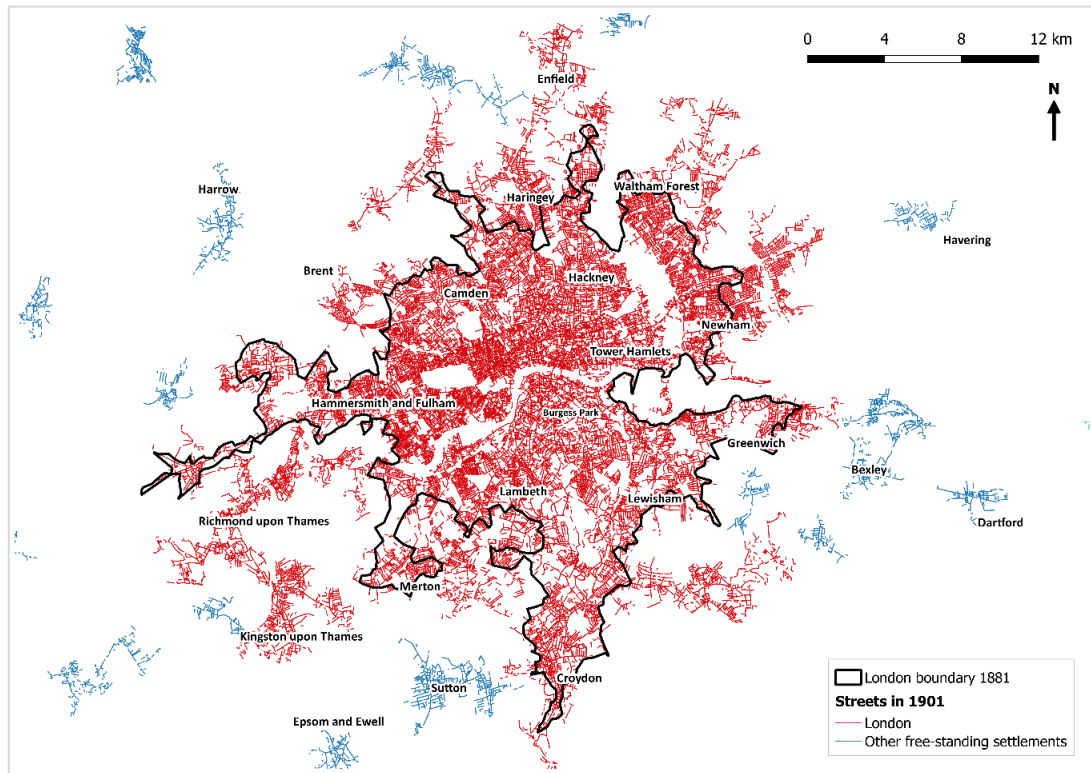 0 4 8 12 km
N
Enfield
Harrow
Haringey
Waltham Forest
Havering
Brent
Hackney
Camden
Newham
Tower Hamlets
Hammersmith and Fulham
Burgess Park
Greenwich
Bexley
Lambeth
Lewisham
Richmond upon Thames
Dartford
Merton
Kingston upon Thames
Croydon
Sutton
Epsom and Ewell
London boundary 1881
Streets in 1901
London
Other free-standing settlements